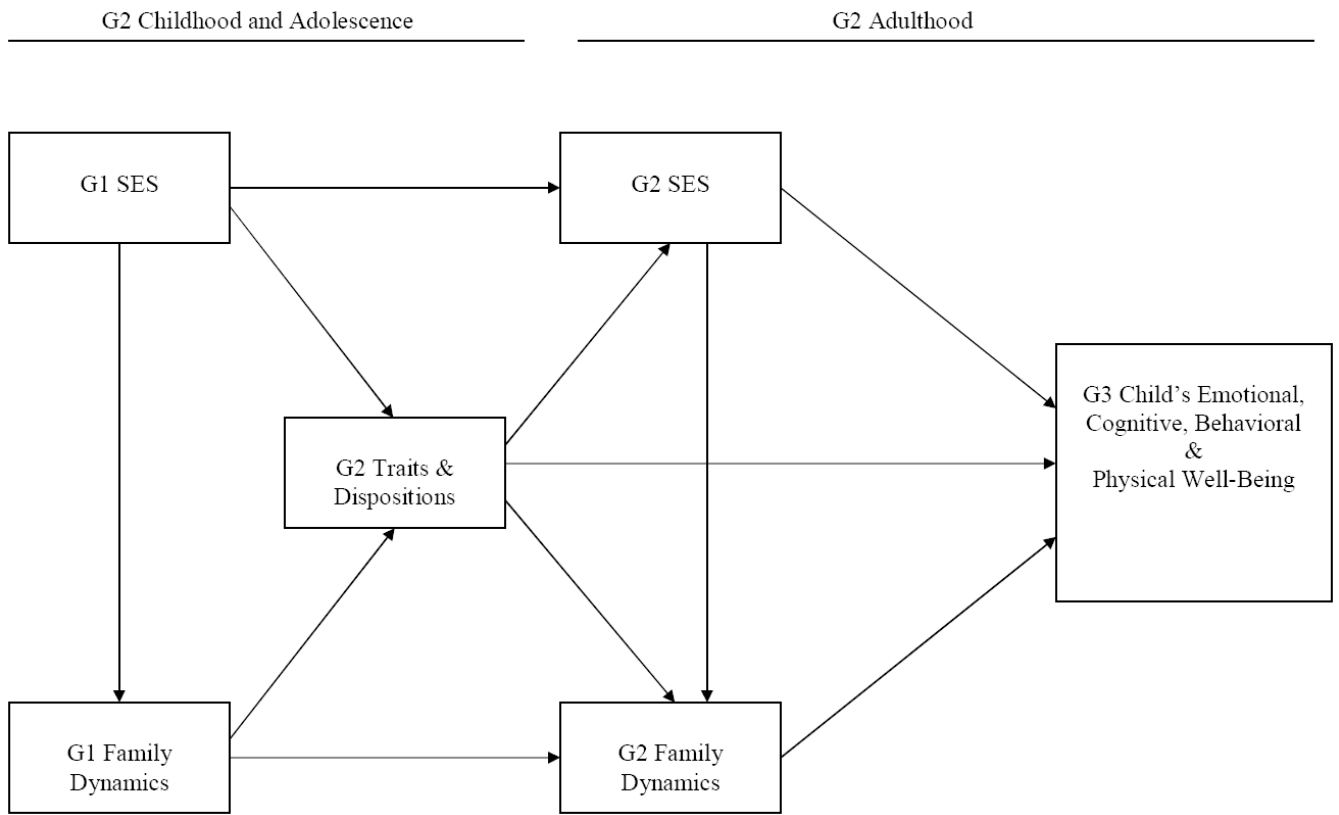 G2 Childhood and Adolescence
G2 Adulthood
G1 SES
G2 SES
G2 Traits &
Dispositions
G3 Child’s Emotional,
Cognitive, Behavioral
&
Physical Well-Being
G1 Family
Dynamics
G2 Family
Dynamics